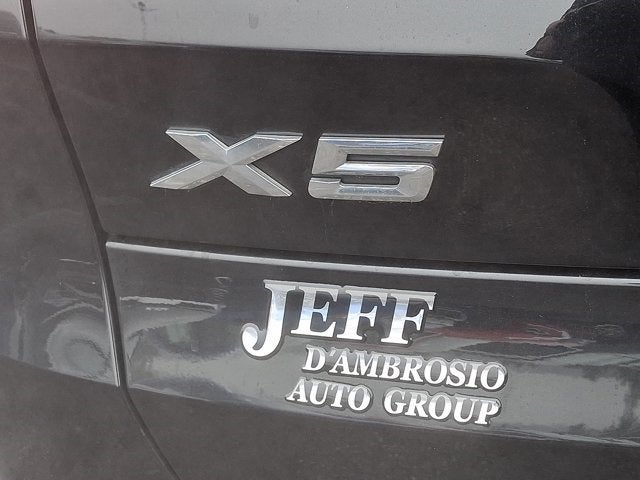 X5
JEFF
D'AMBROSIO
AUTO GROUP